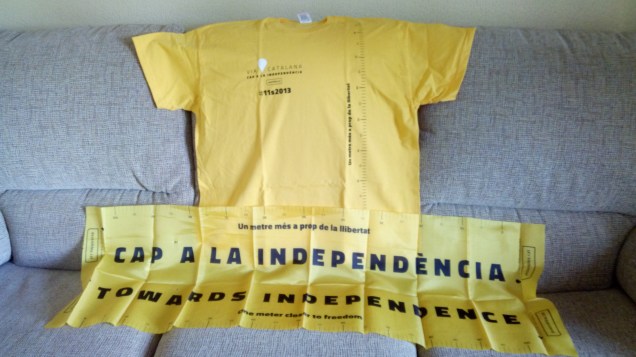 VIA CATALANA
CAP A LA INDEPENDÈNCIA
#11s2013
Un metre més a prop de la llibertat
Un metre més a prop de la llibertat
CAP A LA INDEPENDÈNCIA.
TOWARDS INDEPENDENCE
One meter closer to freedom